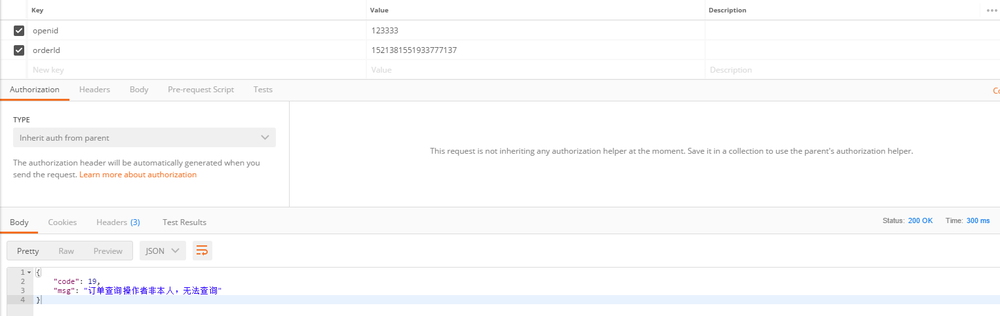 Key Value Description
openid 123333
orderId 1521381551933777137
New key Value Description
Authorization Headers Body Pre-request Script Tests Co
TYPE
Inherit auth from parent
The authorization header will be automatically generated when you
send the request. Learn more about authorization
This request is not inheriting any authorization helper at the moment. Save it in a collection to use the parent's authorization helper.
Body Cookies Headers (3) Test Results Status: 200 OK Time: 300 ms
Pretty Raw Preview JSON
1 {
2 "code": 19,
3 "msg": "订单查询操作者非本人，无法查询"
4 }